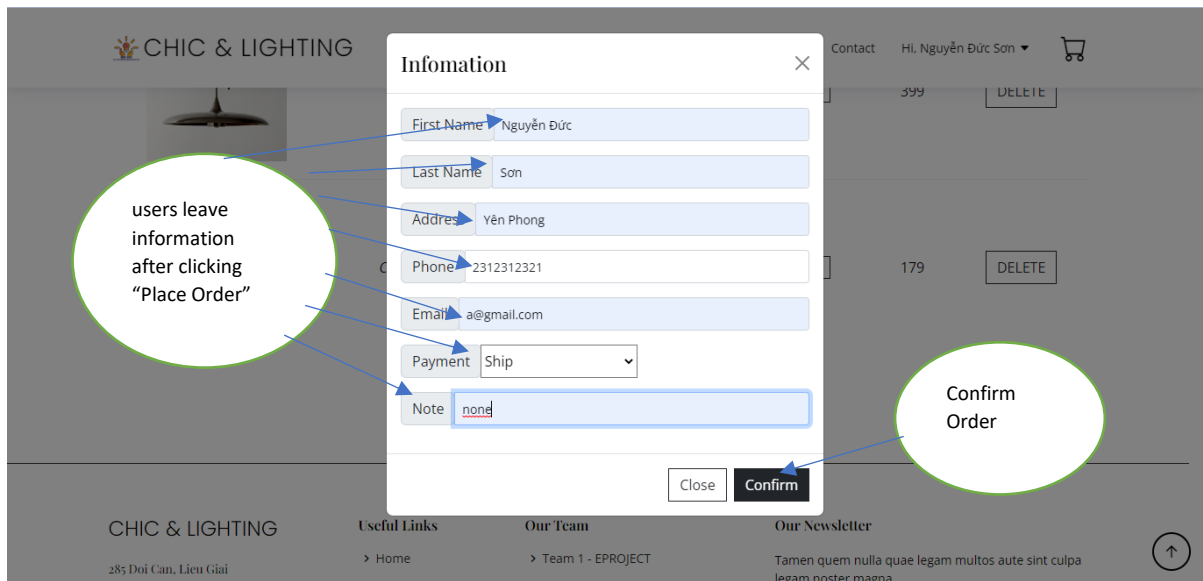 CHIC & LIGHTING
Contact
Hi, Nguyễn Đức Sơn
Infomation
399
DELETE
First Name Nguyễn Đức
Last Name Sơn
Address Yên Phong
Phone 2312312321
179
DELETE
Email a@gmail.com
Payment Ship
Note none
users leave
information
after clicking
“Place Order”
Confirm
Order
Close
Confirm
CHIC & LIGHTING
285 Doi Can, Lieu Giai
Useful Links
Home
Our Team
Team 1 - EPROJECT
Our Newsletter
Tamen quem nulla quae legam multos aute sint culpa
legam noster magna